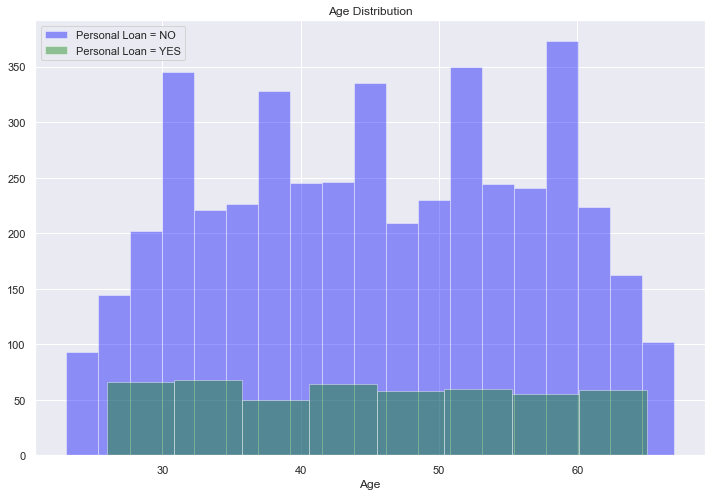 Age Distribution
Personal Loan = NO
Personal Loan = YES
350
300
250
200
150
100
50
0
30 40 50 60
Age